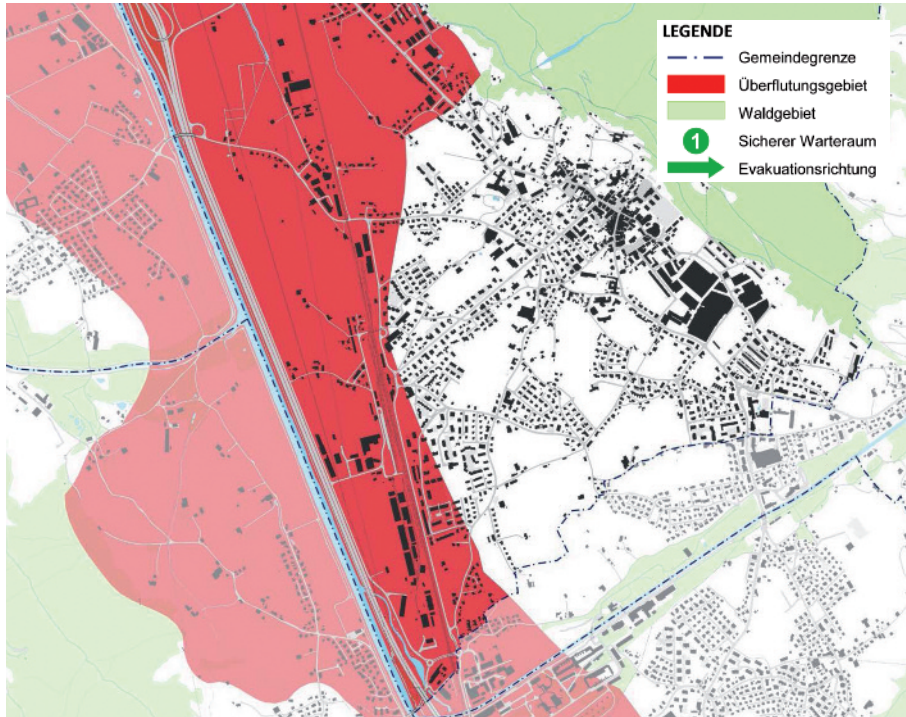 LEGENDE
Gemeindegrenze
Überflutungsgebiet
Waldgebiet
1 Sicherer Warteraum
Evakuationsrichtung